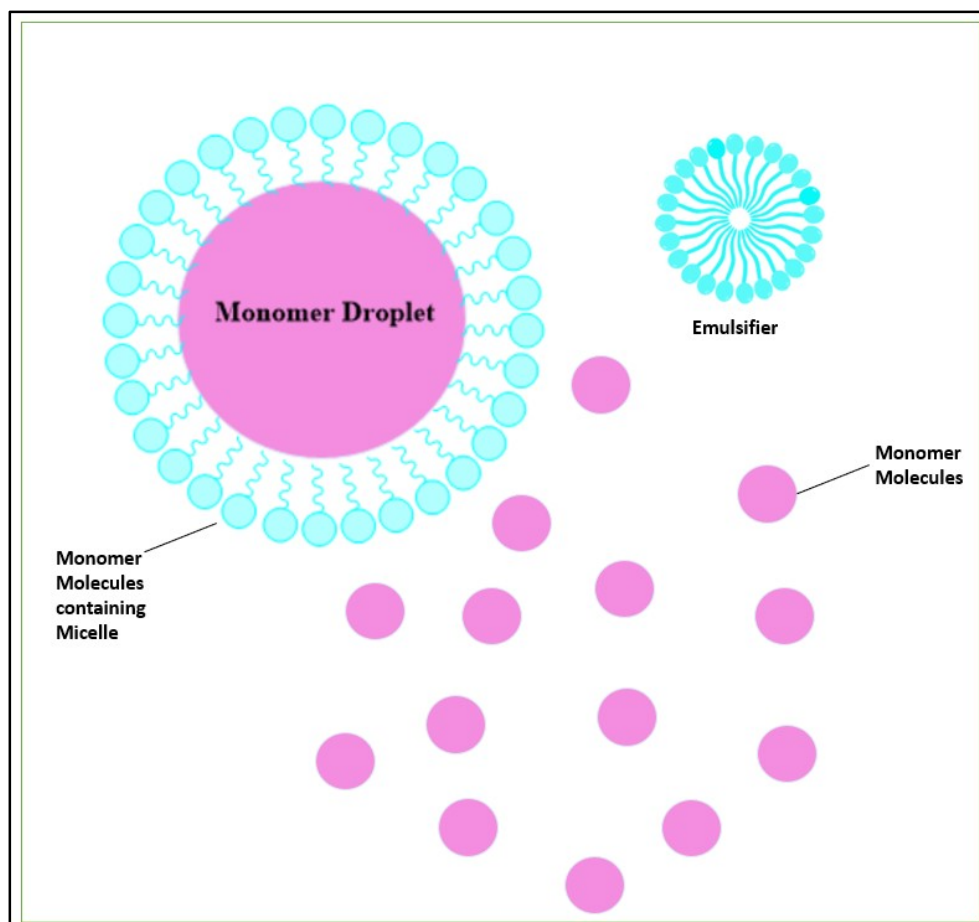 Monomer Droplet
Emulsifier
Monomer
Molecules
Monomer
Molecules
containing
Micelle